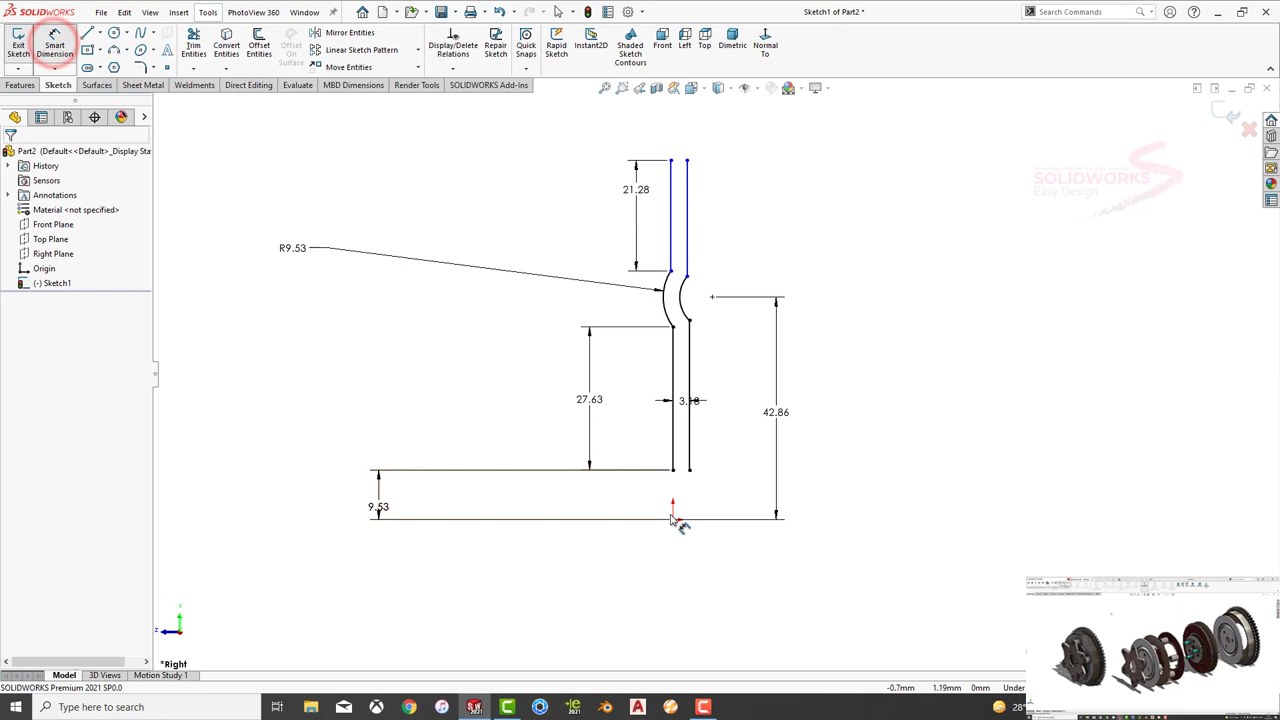 SOLIDWORKS
File
Edit
View
Insert
Tools
PhotoView 360
Window
Sketch1 of Part2 *
Search Commands
Exit Sketch
Smart Dimension
Trim Entities
Convert Entities
Offset Entities
Offset On Surface
Mirror Entities
Linear Sketch Pattern
Move Entities
Display/Delete Relations
Repair Sketch
Quick Snaps
Rapid Sketch
Instant2D
Shaded Sketch Contours
Front
Left
Top
Dimetric
Normal To
Features
Sketch
Surfaces
Sheet Metal
Weldments
Direct Editing
Evaluate
MBD Dimensions
Render Tools
SOLIDWORKS Add-Ins
Part2 (Default<<Default>_Display Sta
History
Sensors
Annotations
Material <not specified>
Front Plane
Top Plane
Right Plane
Origin
(-) Sketch1
21.28
R9.53
27.63
3.18
42.86
9.53
SOLIDWORKS
Easy Design
Y
Z
*Right
Model
3D Views
Motion Study 1
SOLIDWORKS Premium 2021 SP0.0
-0.7mm
1.19mm
0mm
Under
Type here to search
28°